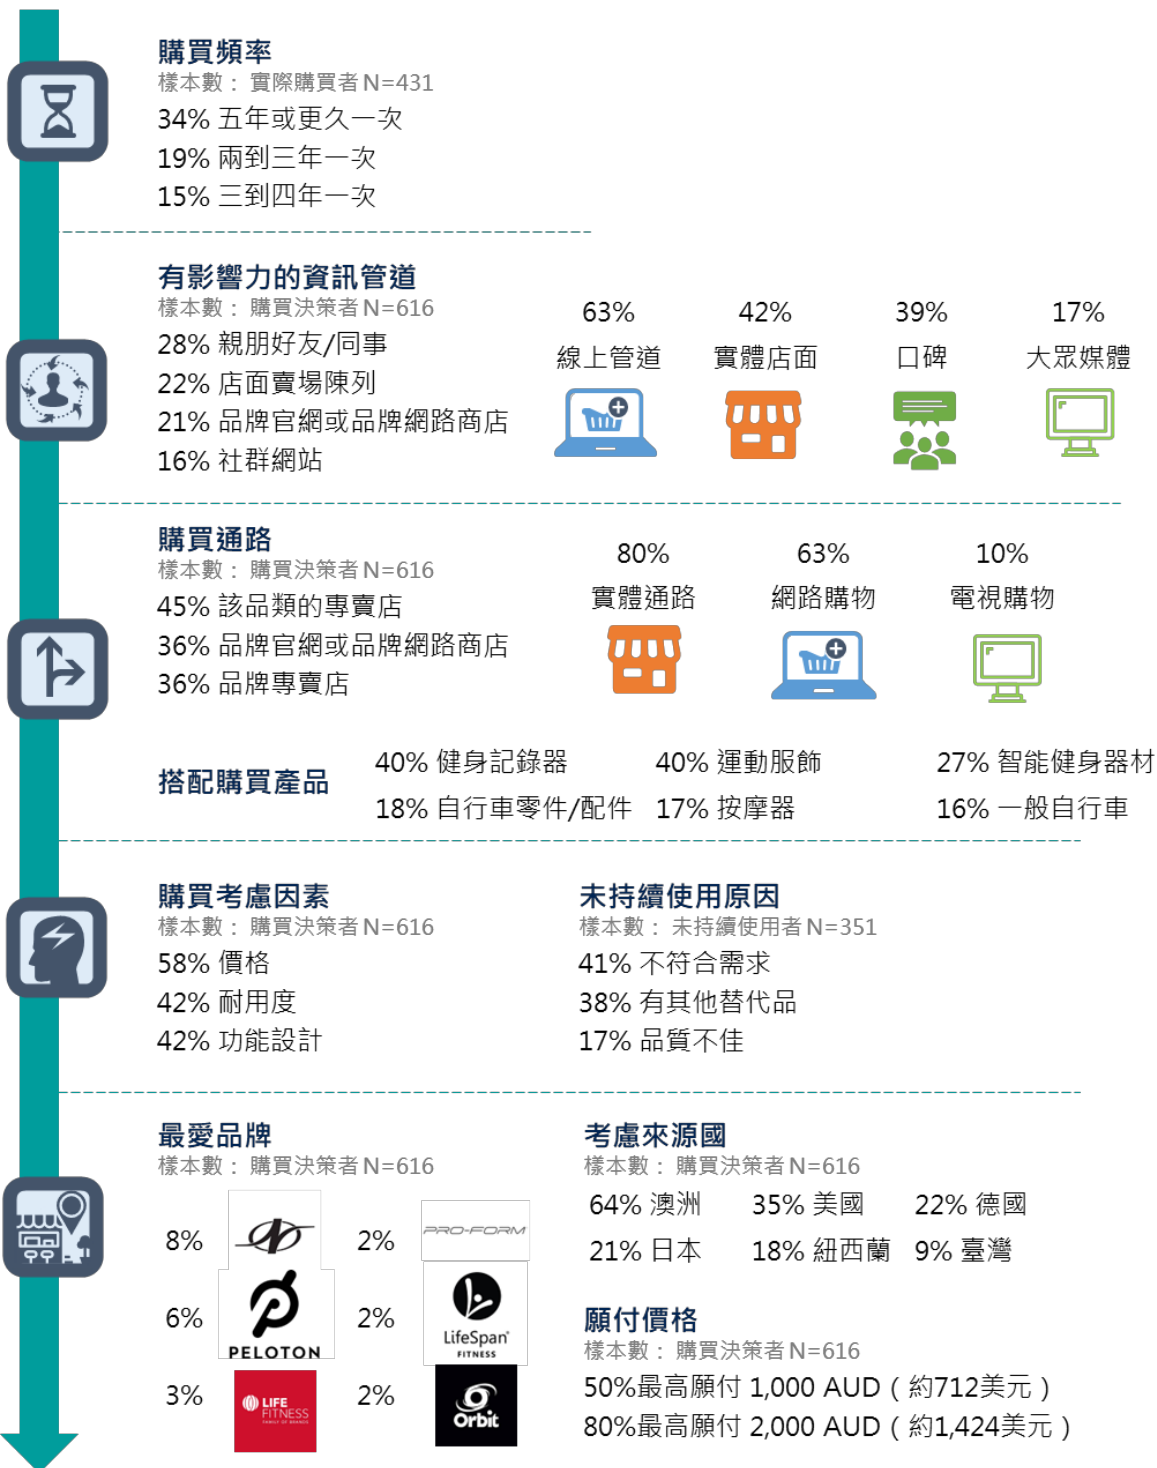 購買頻率
樣本數： 實際購買者 N=431
34% 五年或更久一次
19% 兩到三年一次
15% 三到四年一次
有影響力的資訊管道
樣本數： 購買決策者 N=616
28% 親朋好友/同事
22% 店面賣場陳列
21% 品牌官網或品牌網路商店
16% 社群網站
63% 42% 39% 17%
線上管道 實體店面 口碑 大眾媒體
購買通路
樣本數： 購買決策者 N=616
45% 該品類的專賣店
36% 品牌官網或品牌網路商店
36% 品牌專賣店
80% 63% 10%
實體通路 網路購物 電視購物
搭配購買產品
40% 健身記錄器 40% 運動服飾 27% 智能健身器材
18% 自行車零件/配件 17% 按摩器 16% 一般自行車
購買考慮因素
樣本數： 購買決策者 N=616
58% 價格
42% 耐用度
42% 功能設計
未持續使用原因
樣本數： 未持續使用者 N=351
41% 不符合需求
38% 有其他替代品
17% 品質不佳
最愛品牌
樣本數： 購買決策者 N=616
8%
2% PRO-FORM
6% PELOTON
2% LifeSpan
FITNESS
3% LIFE
FITNESS
FAMILY OF BRANDS
2% Orbit
考慮來源國
樣本數： 購買決策者 N=616
64% 澳洲 35% 美國 22% 德國
21% 日本 18% 紐西蘭 9% 臺灣
願付價格
樣本數： 購買決策者 N=616
50%最高願付 1,000 AUD（約712美元）
80%最高願付 2,000 AUD（約1,424美元）